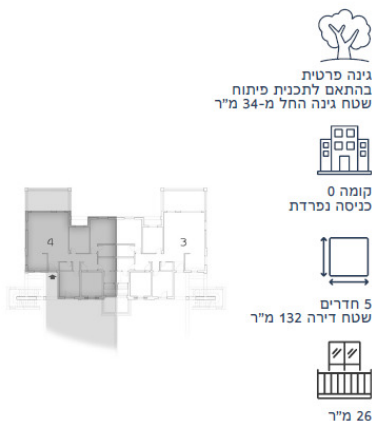 גינה פרטית
בהתאם לתכנית פיתוח
שטח גינה החל מ-34 מ"ר
קומה 0
כניסה נפרדת
4
3
5 חדרים
שטח דירה 132 מ"ר
26 מ"ר